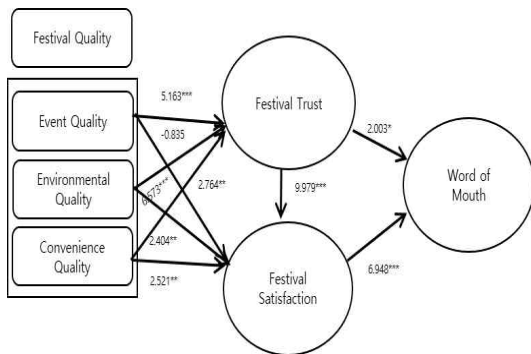 Festival Quality
5.163***
Event Quality
-0.835
Festival Trust
2.003*
Environmental
Quality
2.764**
9.979***
Word of
Mouth
Convenience
Quality
2.404**
2.521**
Festival
Satisfaction
6.948***